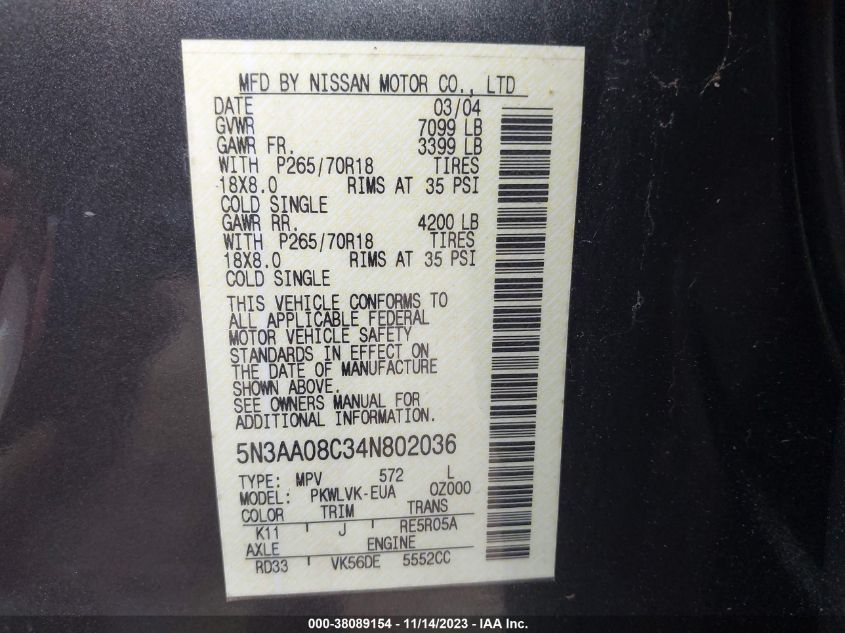 MFD BY NISSAN MOTOR CO., LTD
DATE 03/04
GVWR 7099 LB
GAWR FR. 3399 LB
WITH P265/70R18 TIRES
18X8.0 RIMS AT 35 PSI
COLD SINGLE
GAWR RR. 4200 LB
WITH P265/70R18 TIRES
18X8.0 RIMS AT 35 PSI
COLD SINGLE
THIS VEHICLE CONFORMS TO
ALL APPLICABLE FEDERAL
MOTOR VEHICLE SAFETY
STANDARDS IN EFFECT ON
THE DATE OF MANUFACTURE
SHOWN ABOVE.
SEE OWNERS MANUAL FOR
ADDITIONAL INFORMATION.
5N3AA08C34N802036
TYPE: MPV 572 L
MODEL: PKWLVK-EUA 0Z000
COLOR TRIM TRANS
K11 J RE5R05A
AXLE ENGINE
RD33 VK56DE 5552CC
000-38089154 - 11/14/2023 - IAA Inc.